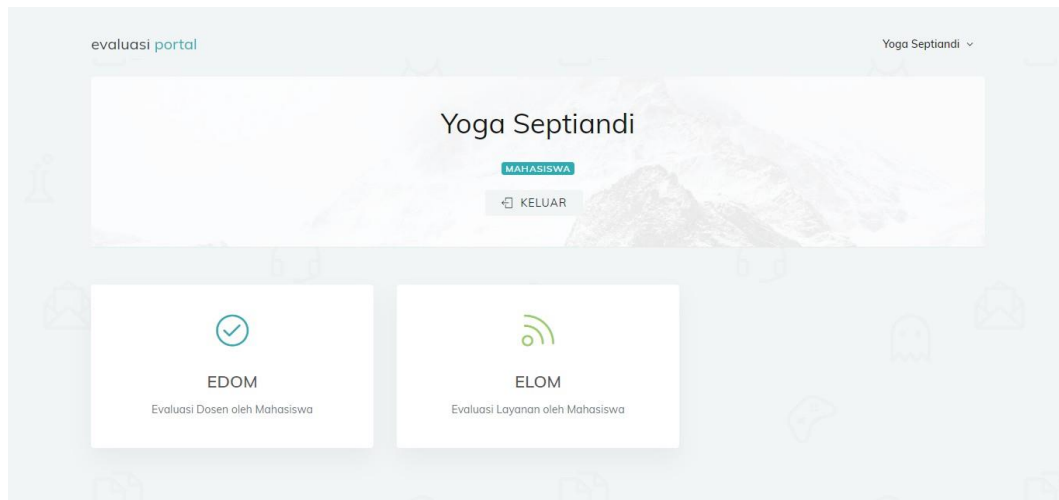 evaluasi portal
Yoga Septiandi
Yoga Septiandi
MAHASISWA
KELUAR
EDOM
Evaluasi Dosen oleh Mahasiswa
ELOM
Evaluasi Layanan oleh Mahasiswa